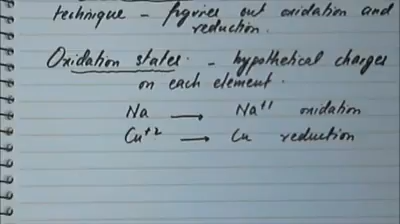 technique - figures out oxidation and
reduction.
Oxidation states. - hypothetical charges
on each element.
Na → Na⁺¹ oxidation
Cu⁺² → Cu reduction